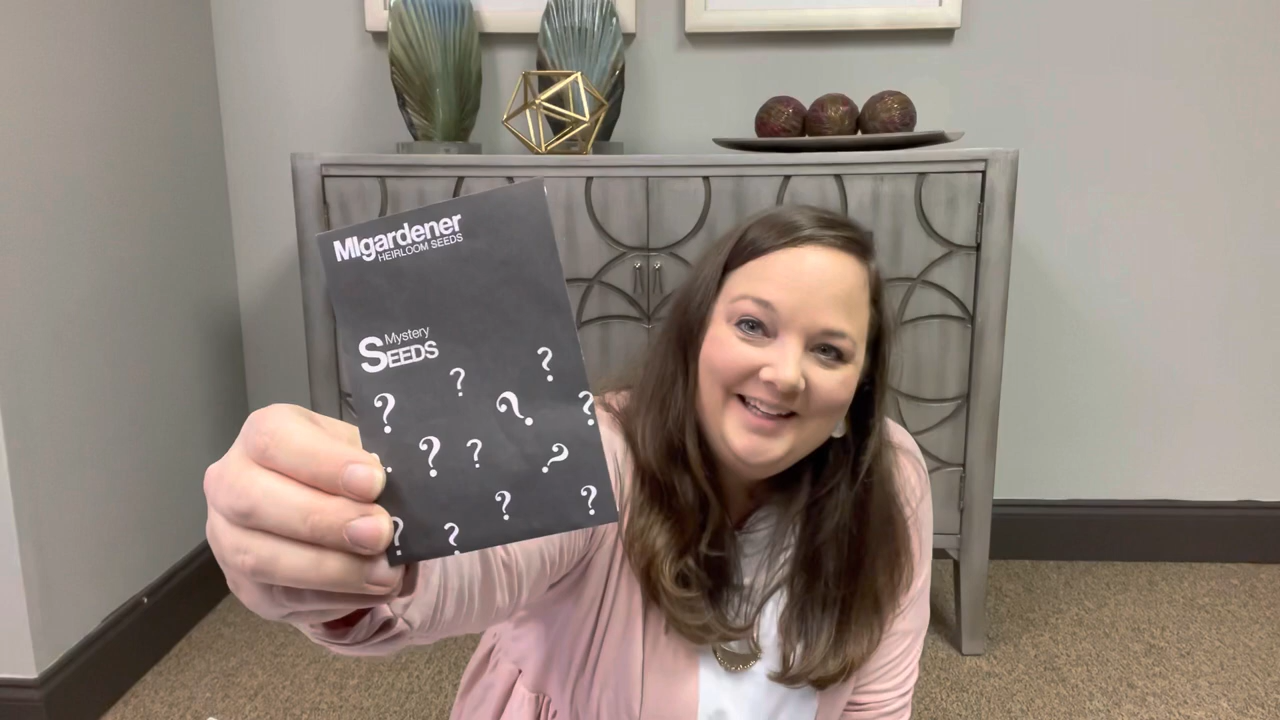 MIgardener
HEIRLOOM SEEDS
Mystery
SEEDS
? ?
? ? ?
? ? ?
? ?
? ?